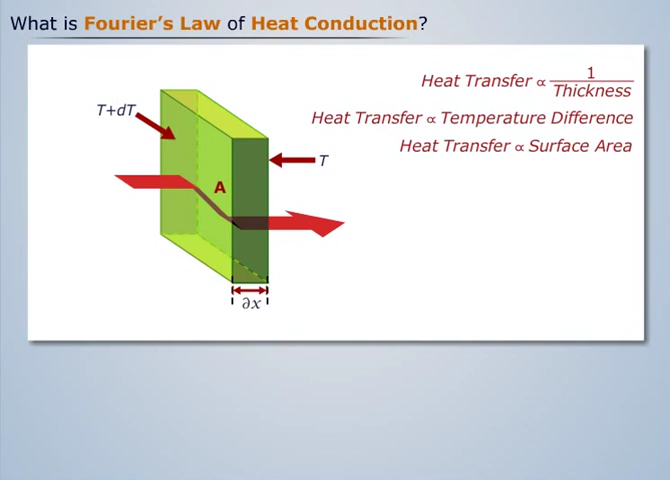 What is Fourier's Law of Heat Conduction?
Heat Transfer ∝ 1/Thickness
T+dT
Heat Transfer ∝ Temperature Difference
Heat Transfer ∝ Surface Area
T
A
∂x